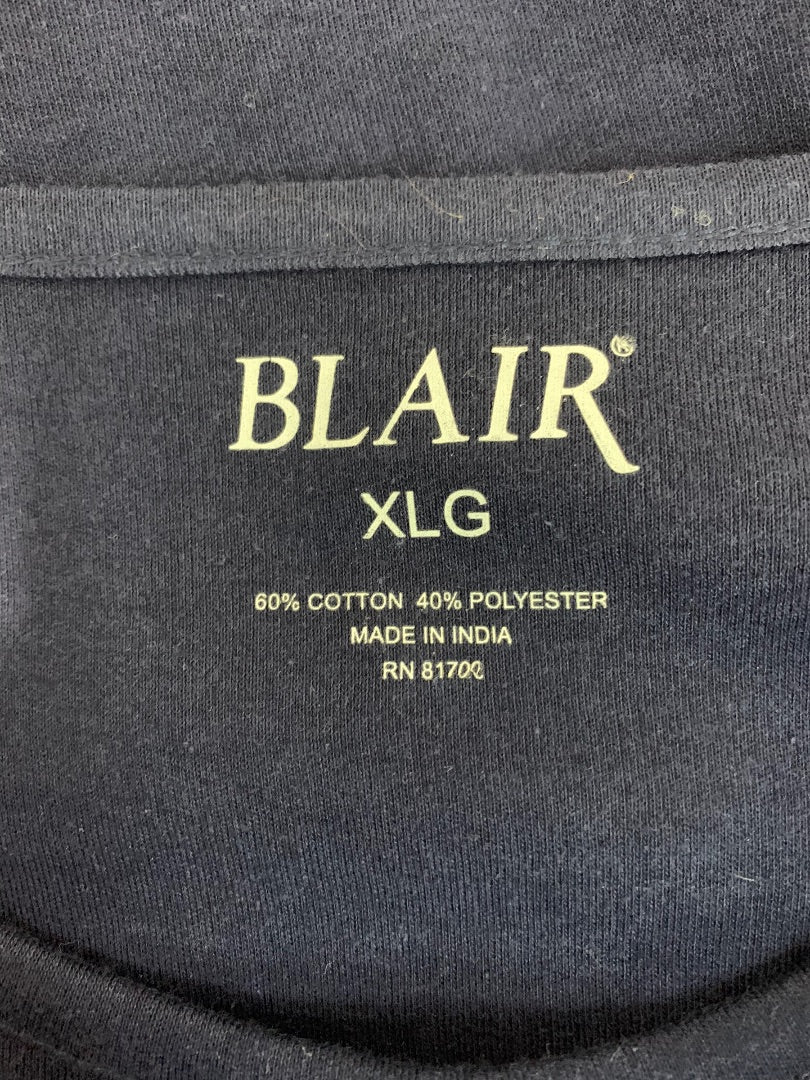 BLAIR®
XLG
60% COTTON 40% POLYESTER
MADE IN INDIA
RN